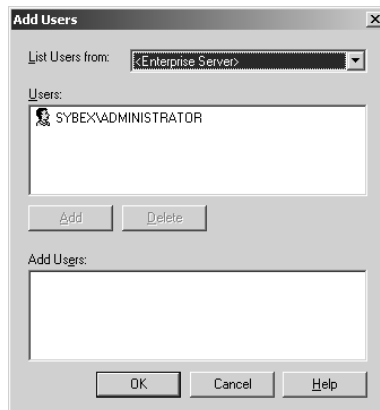 Add Users
List Users from:
<Enterprise Server>
Users:
SYBEX\ADMINISTRATOR
Add
Delete
Add Users:
OK
Cancel
Help